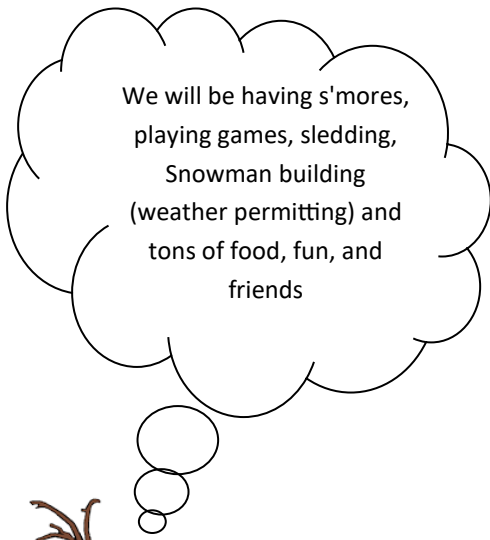 We will be having s'mores,
playing games, sledding,
Snowman building
(weather permitting) and
tons of food, fun, and
friends